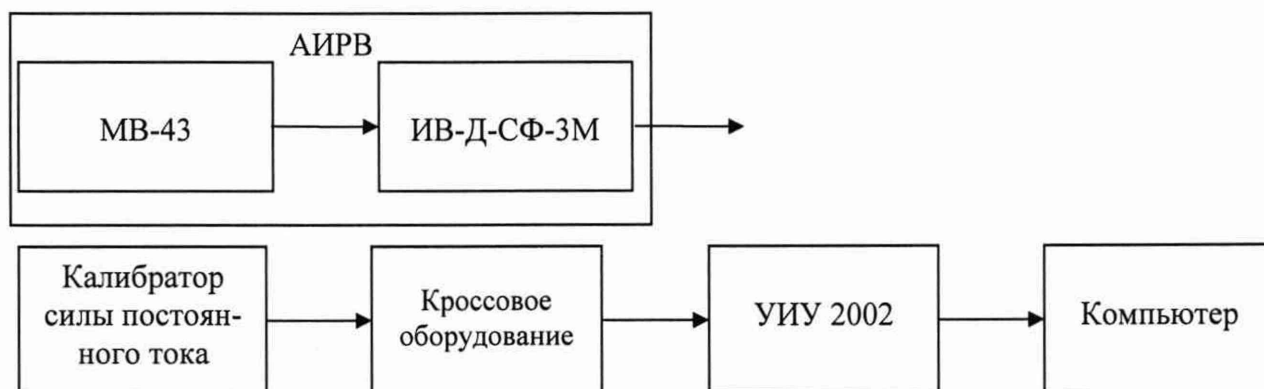 АИРВ
МВ-43
ИВ-Д-СФ-3М
Калибратор
силы постоян-
ного тока
Кроссовое
оборудование
УИУ 2002
Компьютер